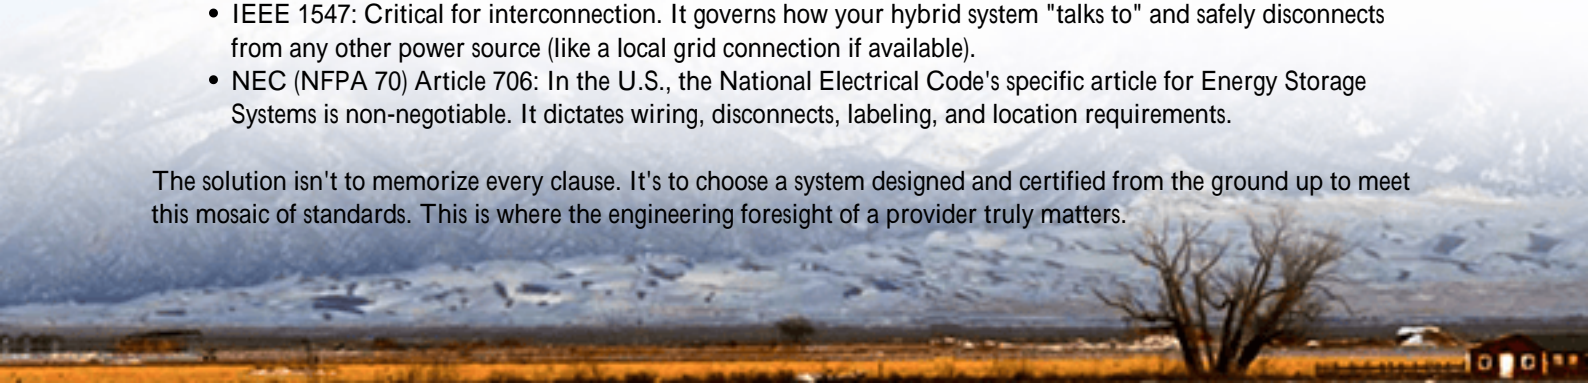 • IEEE 1547: Critical for interconnection. It governs how your hybrid system "talks to" and safely disconnects
from any other power source (like a local grid connection if available).
• NEC (NFPA 70) Article 706: In the U.S., the National Electrical Code's specific article for Energy Storage
Systems is non-negotiable. It dictates wiring, disconnects, labeling, and location requirements.
The solution isn't to memorize every clause. It's to choose a system designed and certified from the ground up to meet
this mosaic of standards. This is where the engineering foresight of a provider truly matters.